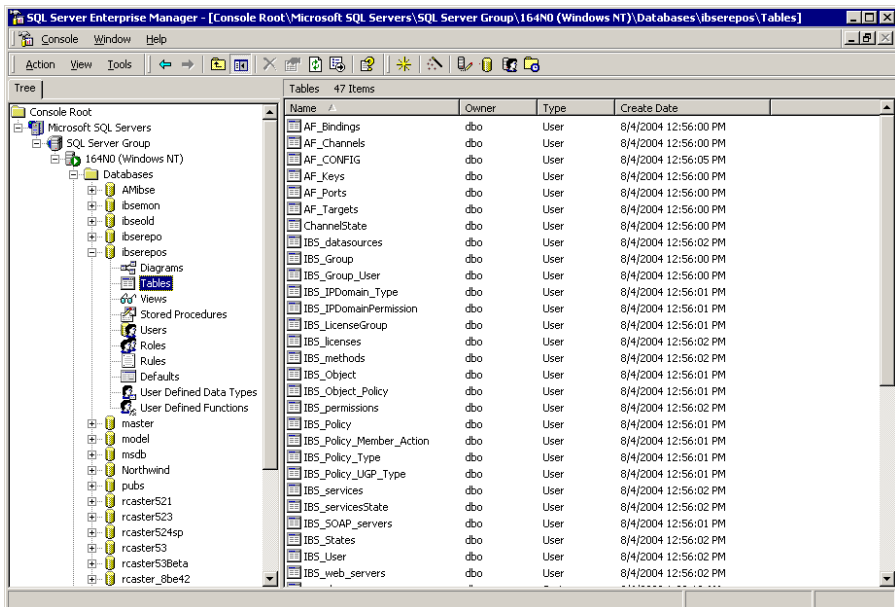 SQL Server Enterprise Manager - [Console Root\Microsoft SQL Servers\SQL Server Group\164N0 (Windows NT)\Databases\ibserepos\Tables]
Console Window Help
Action View Tools
Tree
Tables 47 Items
Console Root
Microsoft SQL Servers
SQL Server Group
164N0 (Windows NT)
Databases
AMibse
ibsemon
ibseold
ibserepo
ibserepos
Diagrams
Tables
Views
Stored Procedures
Users
Roles
Rules
Defaults
User Defined Data Types
User Defined Functions
master
model
msdb
Northwind
pubs
rcaster521
rcaster523
rcaster524sp
rcaster53
rcaster53Beta
rcaster_8be42
Name Owner Type Create Date
AF_Bindings dbo User 8/4/2004 12:56:00 PM
AF_Channels dbo User 8/4/2004 12:56:00 PM
AF_CONFIG dbo User 8/4/2004 12:56:05 PM
AF_Keys dbo User 8/4/2004 12:56:00 PM
AF_Ports dbo User 8/4/2004 12:56:00 PM
AF_Targets dbo User 8/4/2004 12:56:00 PM
ChannelState dbo User 8/4/2004 12:56:00 PM
IBS_datasources dbo User 8/4/2004 12:56:02 PM
IBS_Group dbo User 8/4/2004 12:56:00 PM
IBS_Group_User dbo User 8/4/2004 12:56:00 PM
IBS_IPDomain_Type dbo User 8/4/2004 12:56:01 PM
IBS_IPDomainPermission dbo User 8/4/2004 12:56:01 PM
IBS_LicenseGroup dbo User 8/4/2004 12:56:01 PM
IBS_licenses dbo User 8/4/2004 12:56:02 PM
IBS_methods dbo User 8/4/2004 12:56:02 PM
IBS_Object dbo User 8/4/2004 12:56:01 PM
IBS_Object_Policy dbo User 8/4/2004 12:56:01 PM
IBS_permissions dbo User 8/4/2004 12:56:02 PM
IBS_Policy dbo User 8/4/2004 12:56:01 PM
IBS_Policy_Member_Action dbo User 8/4/2004 12:56:01 PM
IBS_Policy_Type dbo User 8/4/2004 12:56:01 PM
IBS_Policy_UGP_Type dbo User 8/4/2004 12:56:01 PM
IBS_services dbo User 8/4/2004 12:56:02 PM
IBS_servicesState dbo User 8/4/2004 12:56:02 PM
IBS_SOAP_servers dbo User 8/4/2004 12:56:01 PM
IBS_States dbo User 8/4/2004 12:56:02 PM
IBS_User dbo User 8/4/2004 12:56:02 PM
IBS_web_servers dbo User 8/4/2004 12:56:02 PM